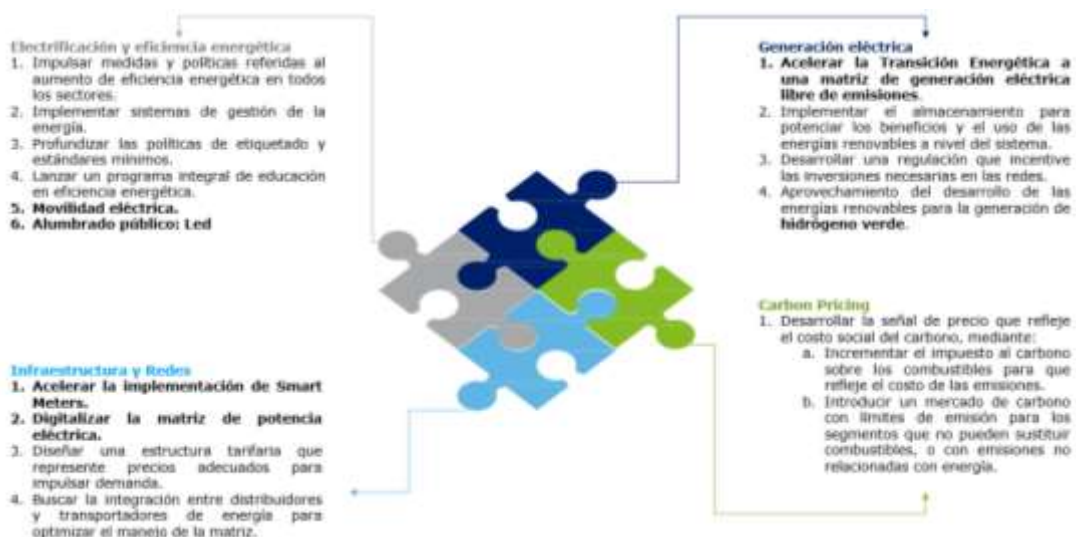 Electrificación y eficiencia energética
1. Impulsar medidas y políticas referidas al
aumento de eficiencia energética en todos
los sectores.
2. Implementar sistemas de gestión de la
energía.
3. Profundizar las políticas de etiquetado y
estándares mínimos.
4. Lanzar un programa integral de educación
en eficiencia energética.
5. Movilidad eléctrica.
6. Alumbrado público: Led
Generación eléctrica
1. Acelerar la Transición Energética a
una matriz de generación eléctrica
libre de emisiones.
2. Implementar el almacenamiento para
potenciar los beneficios y el uso de las
energías renovables a nivel del sistema.
3. Desarrollar una regulación que incentive
las inversiones necesarias en las redes.
4. Aprovechamiento del desarrollo de las
energías renovables para la generación de
hidrógeno verde.
Infraestructura y Redes
1. Acelerar la implementación de Smart
Meters.
2. Digitalizar la matriz de potencia
eléctrica.
3. Diseñar una estructura tarifaria que
represente precios adecuados para
impulsar demanda.
4. Buscar la integración entre distribuidores
y transportadores de energía para
optimizar el manejo de la matriz.
Carbon Pricing
1. Desarrollar la señal de precio que refleje
el costo social del carbono, mediante:
a. Incrementar el impuesto al carbono
sobre los combustibles para que
refleje el costo de las emisiones.
b. Introducir un mercado de carbono
con límites de emisión para los
segmentos que no pueden sustituir
combustibles, o con emisiones no
relacionadas con energía.